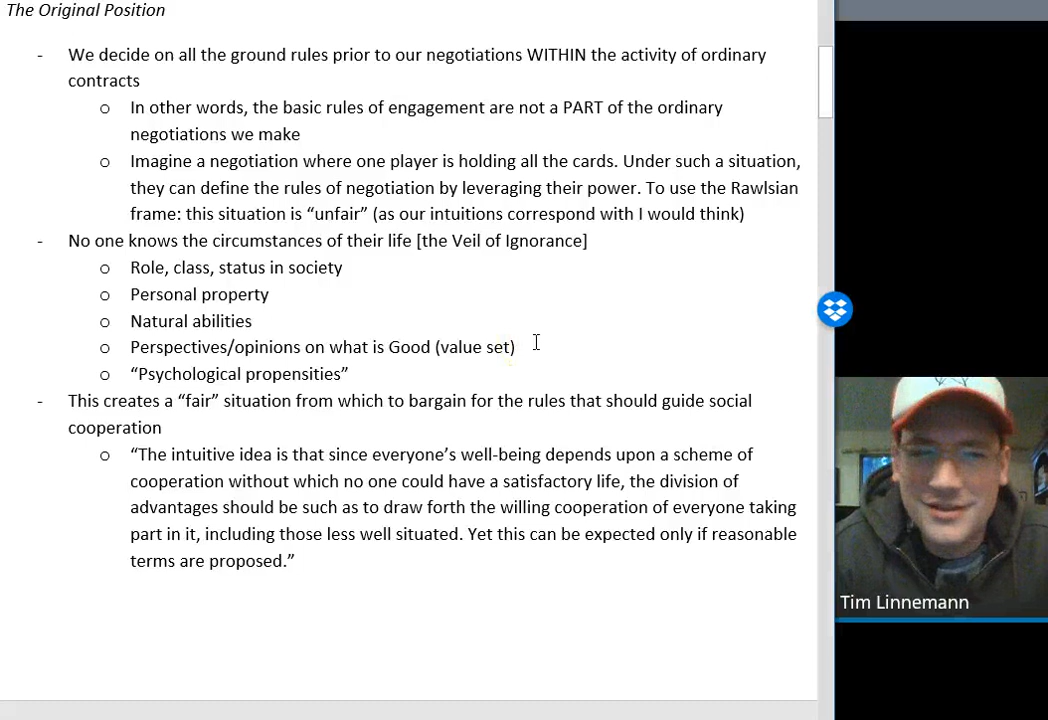 The Original Position
- We decide on all the ground rules prior to our negotiations WITHIN the activity of ordinary
contracts
o In other words, the basic rules of engagement are not a PART of the ordinary
negotiations we make
o Imagine a negotiation where one player is holding all the cards. Under such a situation,
they can define the rules of negotiation by leveraging their power. To use the Rawlsian
frame: this situation is “unfair” (as our intuitions correspond with I would think)
- No one knows the circumstances of their life [the Veil of Ignorance]
o Role, class, status in society
o Personal property
o Natural abilities
o Perspectives/opinions on what is Good (value set)
o “Psychological propensities”
- This creates a “fair” situation from which to bargain for the rules that should guide social
cooperation
o “The intuitive idea is that since everyone’s well-being depends upon a scheme of
cooperation without which no one could have a satisfactory life, the division of
advantages should be such as to draw forth the willing cooperation of everyone taking
part in it, including those less well situated. Yet this can be expected only if reasonable
terms are proposed.”
Tim Linnemann